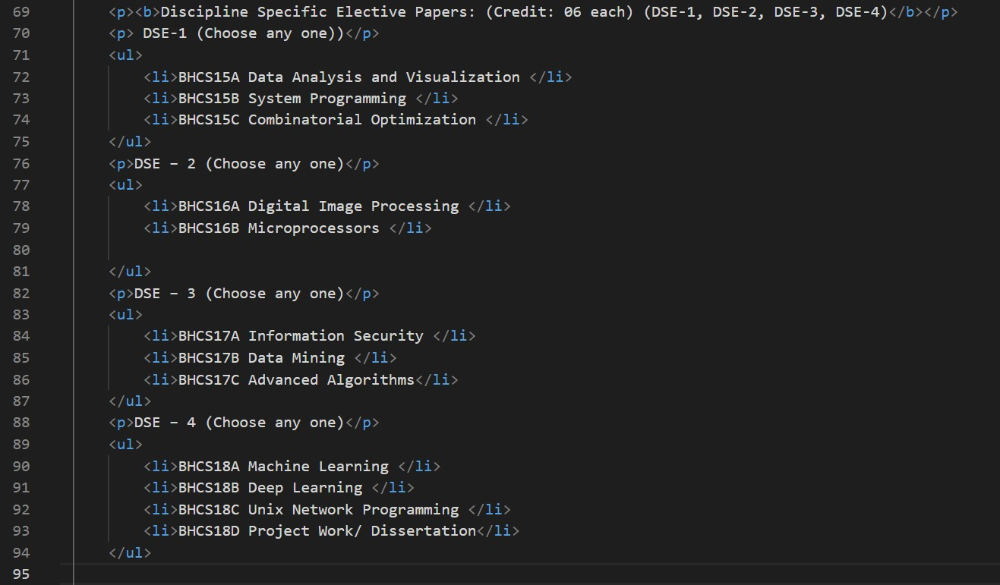 69 <p><b>Discipline Specific Elective Papers: (Credit: 06 each) (DSE-1, DSE-2, DSE-3, DSE-4)</b></p>
70 <p> DSE-1 (Choose any one))</p>
71 <ul>
72 <li>BHCS15A Data Analysis and Visualization </li>
73 <li>BHCS15B System Programming </li>
74 <li>BHCS15C Combinatorial Optimization </li>
75 </ul>
76 <p>DSE – 2 (Choose any one)</p>
77 <ul>
78 <li>BHCS16A Digital Image Processing </li>
79 <li>BHCS16B Microprocessors </li>
80
81 </ul>
82 <p>DSE – 3 (Choose any one)</p>
83 <ul>
84 <li>BHCS17A Information Security </li>
85 <li>BHCS17B Data Mining </li>
86 <li>BHCS17C Advanced Algorithms</li>
87 </ul>
88 <p>DSE – 4 (Choose any one)</p>
89 <ul>
90 <li>BHCS18A Machine Learning </li>
91 <li>BHCS18B Deep Learning </li>
92 <li>BHCS18C Unix Network Programming </li>
93 <li>BHCS18D Project Work/ Dissertation</li>
94 </ul>
95